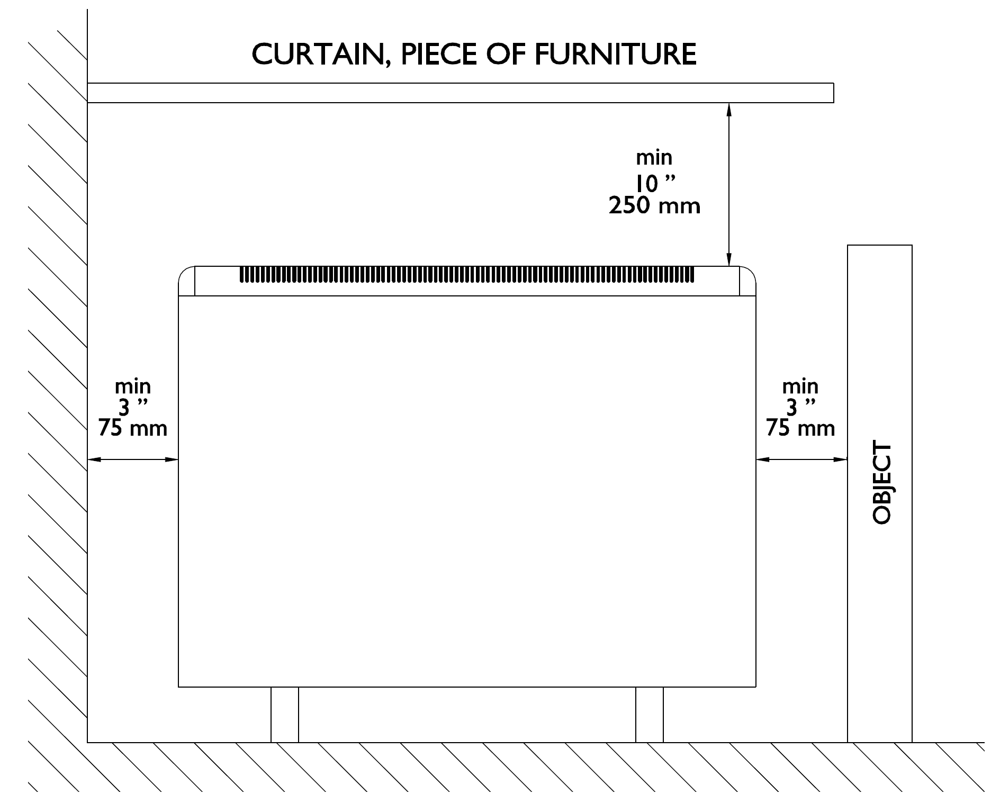 CURTAIN, PIECE OF FURNITURE
min
10 ”
250 mm
min
3 ”
75 mm
min
3 ”
75 mm
OBJECT